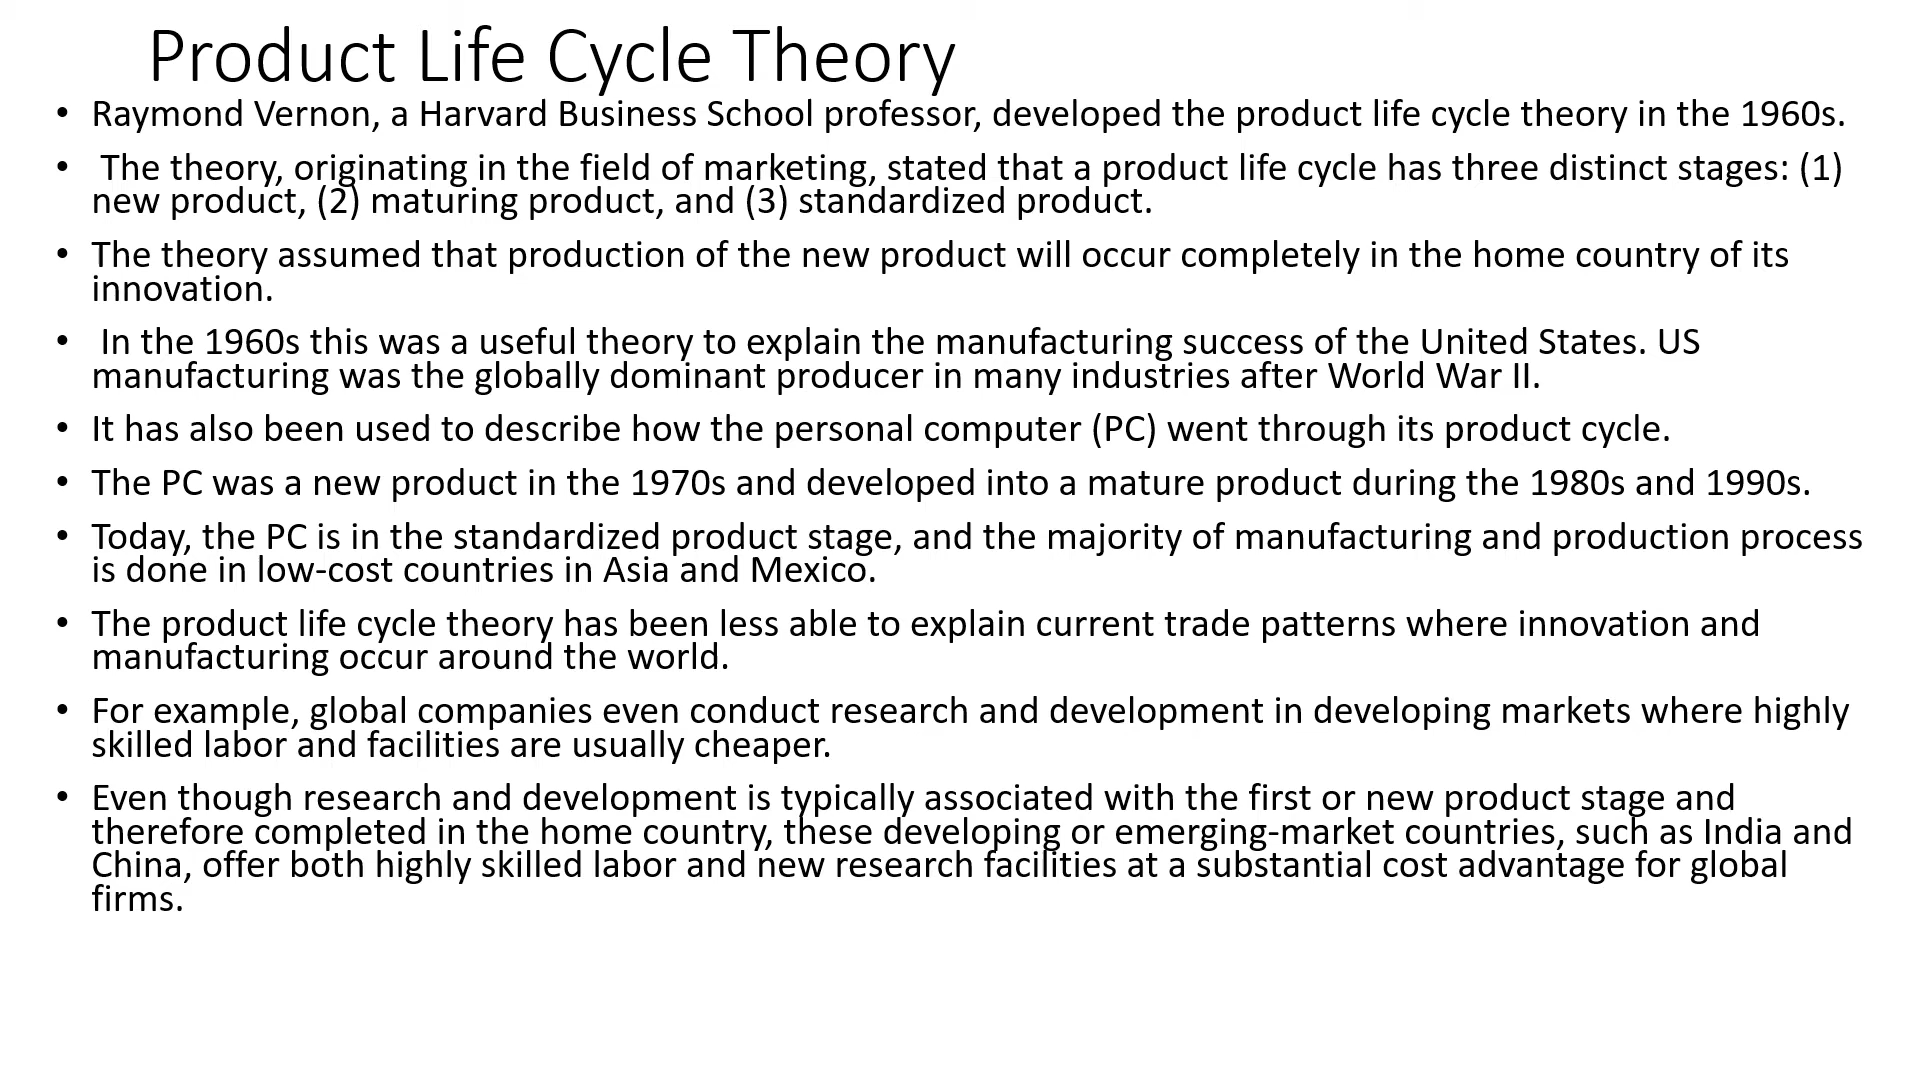 Product Life Cycle Theory
• Raymond Vernon, a Harvard Business School professor, developed the product life cycle theory in the 1960s.
• The theory, originating in the field of marketing, stated that a product life cycle has three distinct stages: (1)
new product, (2) maturing product, and (3) standardized product.
• The theory assumed that production of the new product will occur completely in the home country of its
innovation.
• In the 1960s this was a useful theory to explain the manufacturing success of the United States. US
manufacturing was the globally dominant producer in many industries after World War II.
• It has also been used to describe how the personal computer (PC) went through its product cycle.
• The PC was a new product in the 1970s and developed into a mature product during the 1980s and 1990s.
• Today, the PC is in the standardized product stage, and the majority of manufacturing and production process
is done in low-cost countries in Asia and Mexico.
• The product life cycle theory has been less able to explain current trade patterns where innovation and
manufacturing occur around the world.
• For example, global companies even conduct research and development in developing markets where highly
skilled labor and facilities are usually cheaper.
• Even though research and development is typically associated with the first or new product stage and
therefore completed in the home country, these developing or emerging-market countries, such as India and
China, offer both highly skilled labor and new research facilities at a substantial cost advantage for global
firms.